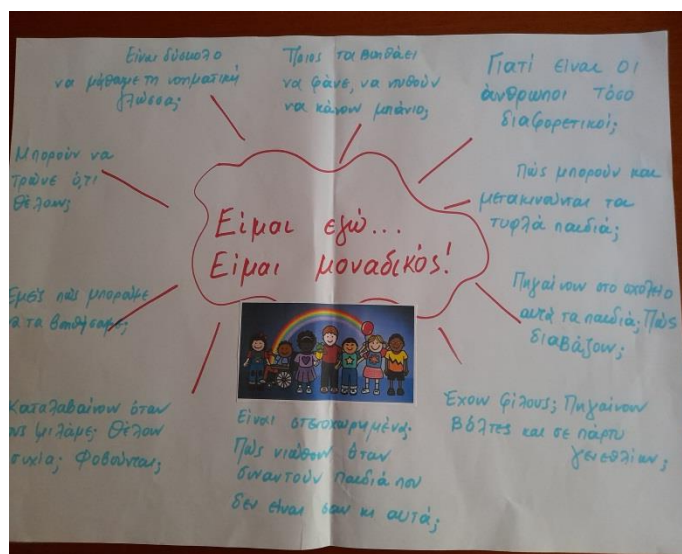 Είναι δύσκολο
να μάθαμε τη νοηματική
γλώσσα;
Ποιος τα βοηθάει
να φάνε, να ντυθούν
να κάνουν μπάνιο;
Γιατί είναι οι
άνθρωποι τόσο
διαφορετικοί;
Μπορούν να
τρώνε ό,τι
θέλουν;
Πώς μπορούν και
μετακινούνται τα
τυφλά παιδιά;
Είμαι εγώ...
Είμαι μοναδικός!
Εμείς πώς μπορούμε
να τα βοηθήσουμε;
Πηγαίνουν στο σχολείο
αυτά τα παιδιά; Πώς
διαβάζουν;
Καταλαβαίνουν όταν
μιλάμε; Θέλουν
Φοβούνται;
Είναι στεναχωρημένα;
Πώς νιώθουν όταν
συναντούν παιδιά που
δεν είναι σαν κι αυτά;
Έχουν φίλους; Πηγαίνουν
βόλτες και σε πάρτυ
γενεθλίων;